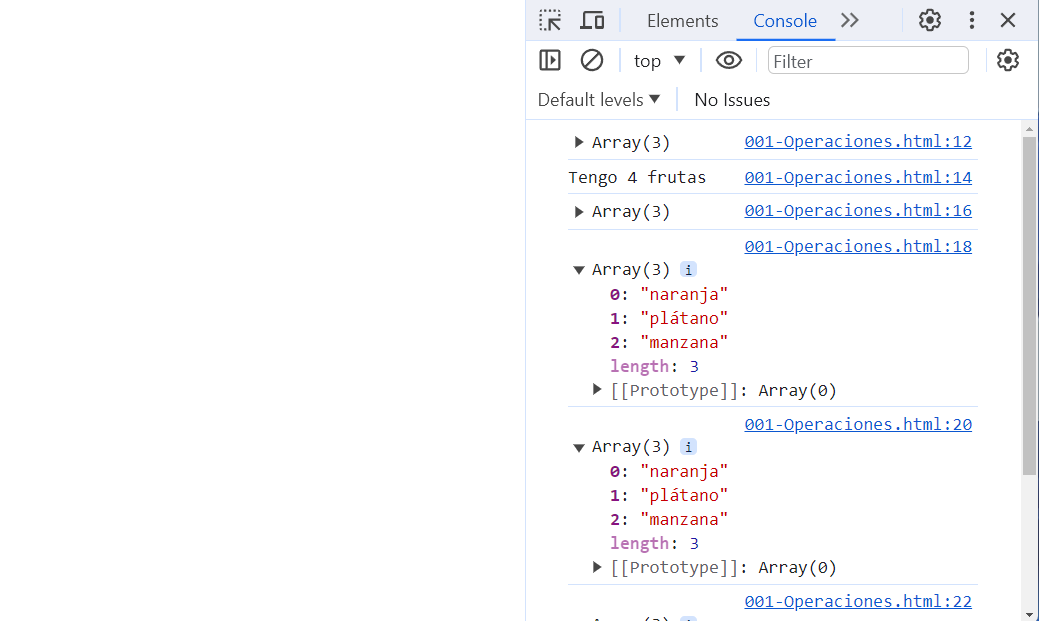 Elements Console
top Filter
Default levels No Issues
Array(3) 001-Operaciones.html:12
Tengo 4 frutas 001-Operaciones.html:14
Array(3) 001-Operaciones.html:16
001-Operaciones.html:18
Array(3) i
0: "naranja"
1: "plátano"
2: "manzana"
length: 3
[[Prototype]]: Array(0)
001-Operaciones.html:20
Array(3) i
0: "naranja"
1: "plátano"
2: "manzana"
length: 3
[[Prototype]]: Array(0)
001-Operaciones.html:22